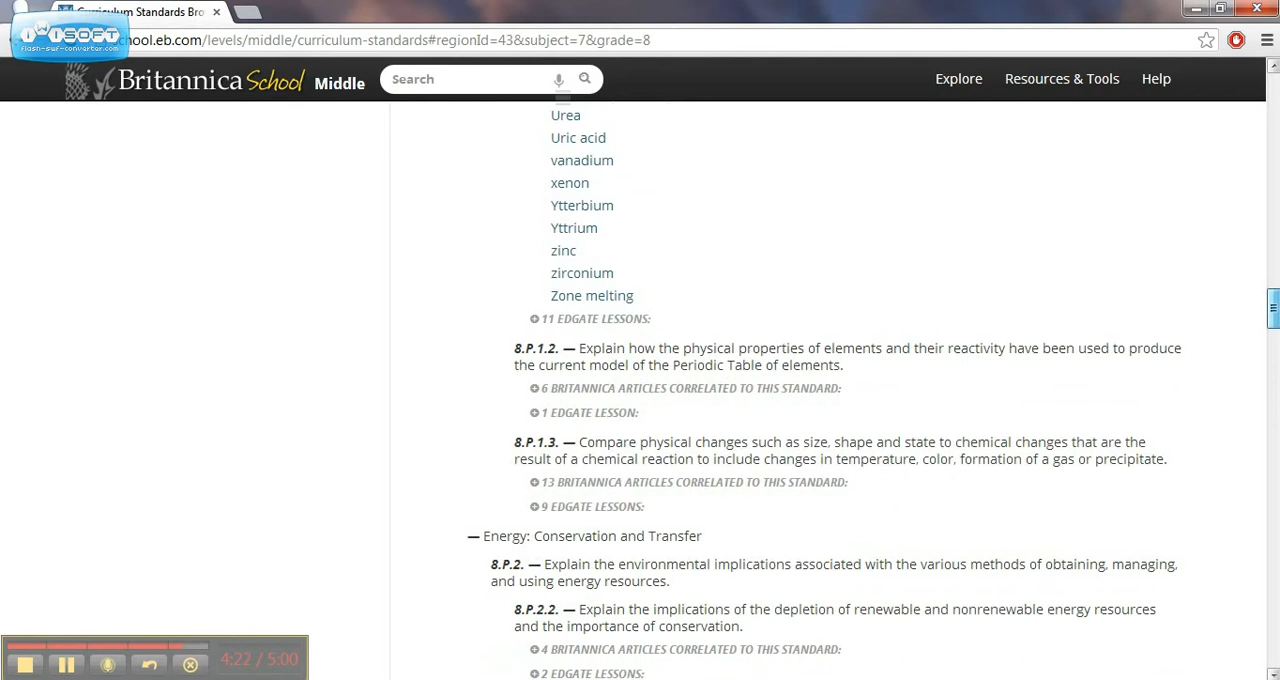 Curriculum Standards Bro
iWiSOFT
flash-swf-converter.com
hool.eb.com/levels/middle/curriculum-standards#regionId=43&subject=7&grade=8
Britannica School Middle
Search
Explore
Resources & Tools
Help
Urea
Uric acid
vanadium
xenon
Ytterbium
Yttrium
zinc
zirconium
Zone melting
11 EDGATE LESSONS:
8.P.1.2. — Explain how the physical properties of elements and their reactivity have been used to produce
the current model of the Periodic Table of elements.
6 BRITANNICA ARTICLES CORRELATED TO THIS STANDARD:
1 EDGATE LESSON:
8.P.1.3. — Compare physical changes such as size, shape and state to chemical changes that are the
result of a chemical reaction to include changes in temperature, color, formation of a gas or precipitate.
13 BRITANNICA ARTICLES CORRELATED TO THIS STANDARD:
9 EDGATE LESSONS:
— Energy: Conservation and Transfer
8.P.2. — Explain the environmental implications associated with the various methods of obtaining, managing,
and using energy resources.
8.P.2.2. — Explain the implications of the depletion of renewable and nonrenewable energy resources
and the importance of conservation.
4 BRITANNICA ARTICLES CORRELATED TO THIS STANDARD:
2 EDGATE LESSONS:
4:22 / 5:00